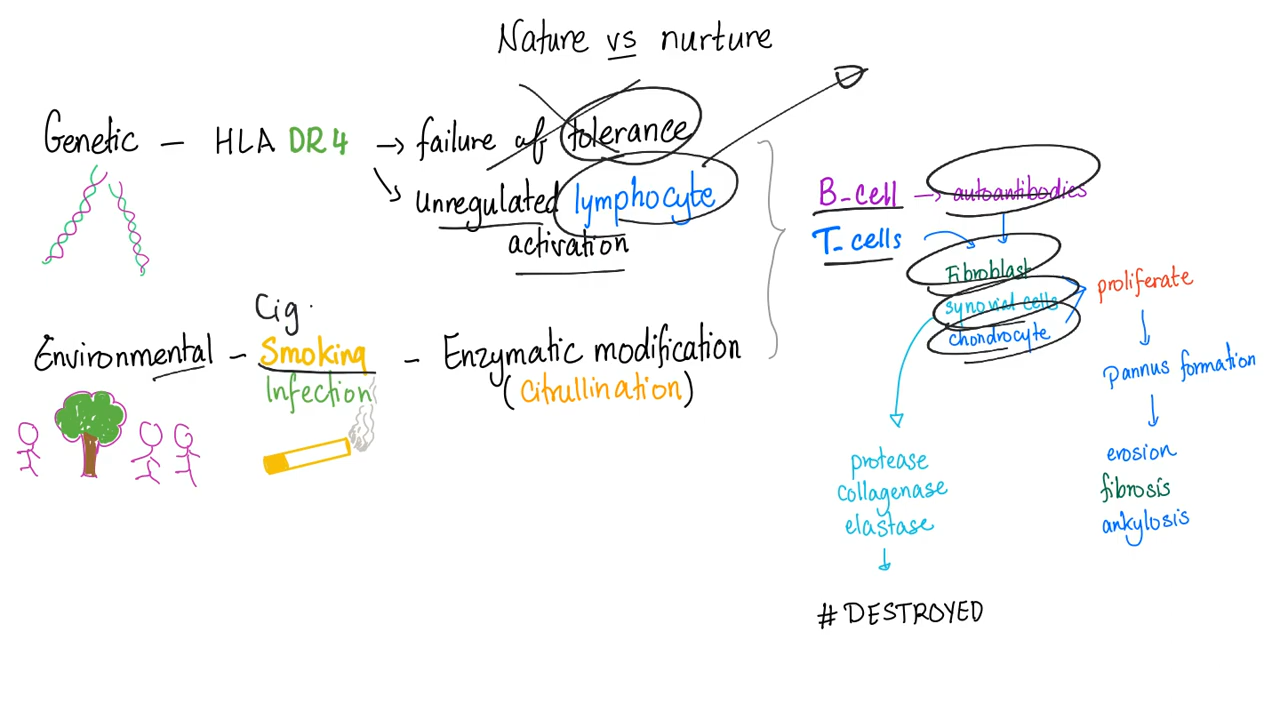 Nature vs nurture
Genetic - HLA DR4 → failure of tolerance
unregulated lymphocyte
activation
Cig.
Environmental - Smoking - Enzymatic modification
Infection (Citrullination)
B-cell → autoantibodies
T-cells
Fibroblast
synovial cells
chondrocyte
proliferate
pannus formation
erosion
fibrosis
ankylosis
protease
collagenase
elastase
#DESTROYED